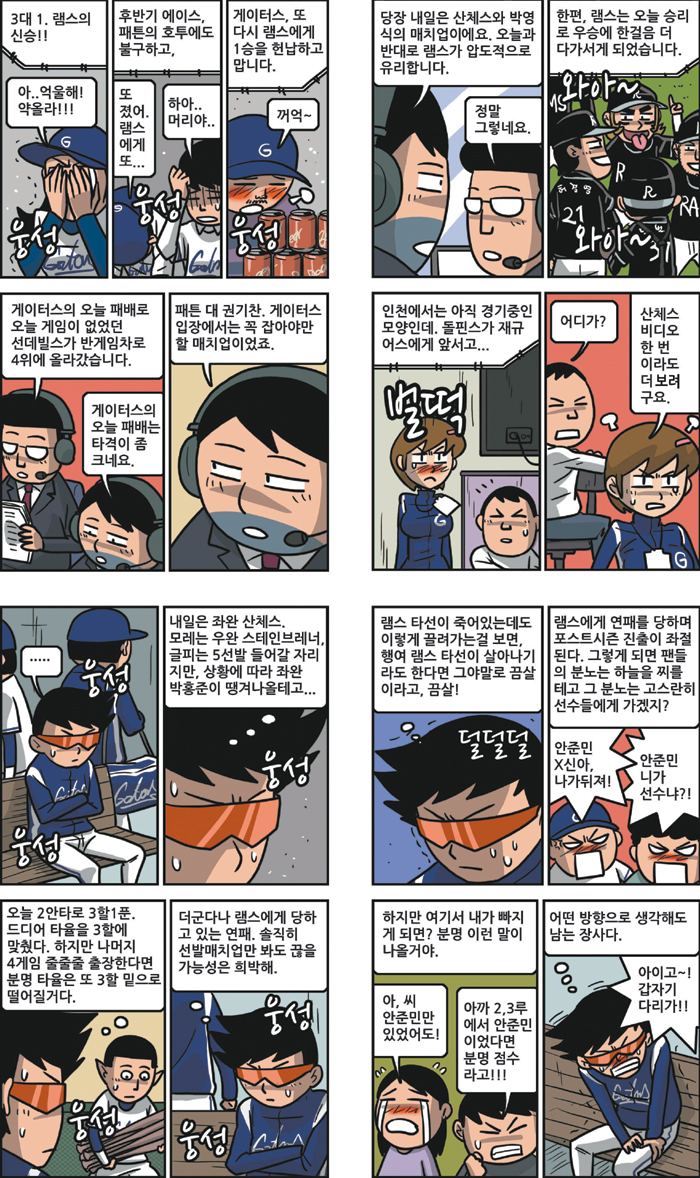 3대 1. 램스의
신승!!
아..억울해!
약올라!!!
웅성
Gators
후반기 에이스,
패튼의 호투에도
불구하고,
또
졌어.
램스
에게
또...
하아..
머리야..
웅성
Gators
게이터스, 또
다시 램스에게
1승을 헌납하고
맙니다.
꺼억~
G
웅성
당장 내일은 산체스와 박영
식의 매치업이에요. 오늘과
반대로 램스가 압도적으로
유리합니다.
정말
그렇네요.
한편, 램스는 오늘 승리
로 우승에 한걸음 더
다가서게 되었습니다.
와아~
R
R
21
RA
와아~
게이터스의 오늘 패배로
오늘 게임이 없었던
선데빌스가 반게임차로
4위에 올라갔습니다.
게이터스의
오늘 패배는
타격이 좀
크네요.
패튼 대 권기찬. 게이터스
입장에서는 꼭 잡아야만
할 매치업이었죠.
인천에서는 아직 경기중인
모양인데. 돌핀스가 재규
어스에게 앞서고...
벌떡
G
어디가?
산체스
비디오
한 번
이라도
더 보려
구요.
G
.....
웅성
Gators
Gators
웅성
내일은 좌완 산체스.
모레는 우완 스테인브레너,
글피는 5선발 들어갈 자리
지만, 상황에 따라 좌완
박홍준이 땡겨나올테고...
웅성
램스 타선이 죽어있는데도
이렇게 끌려가는걸 보면,
행여 램스 타선이 살아나기
라도 한다면 그야말로 끔살
이라고, 끔살!
덜덜덜
램스에게 연패를 당하며
포스트시즌 진출이 좌절
된다. 그렇게 되면 팬들
의 분노는 하늘을 찌를
테고 그 분노는 고스란히
선수들에게 가겠지?
안준민
X신아,
나가뒤져!
안준민
니가
선수냐?!
오늘 2안타로 3할1푼.
드디어 타율을 3할에
맞췄다. 하지만 나머지
4게임 줄줄줄 출장한다면
분명 타율은 또 3할 밑으로
떨어질거다.
웅성
더군다나 램스에게 당하
고 있는 연패. 솔직히
선발매치업만 봐도 끊을
가능성은 희박해.
웅성
웅성
Gators
하지만 여기서 내가 빠지
게 되면? 분명 이런 말이
나올거야.
아, 씨
안준민만
있었어도!
아까 2,3루
에서 안준민
이었다면
분명 점수
라고!!!
어떤 방향으로 생각해도
남는 장사다.
아이고~!
갑자기
다리가!!
Gators